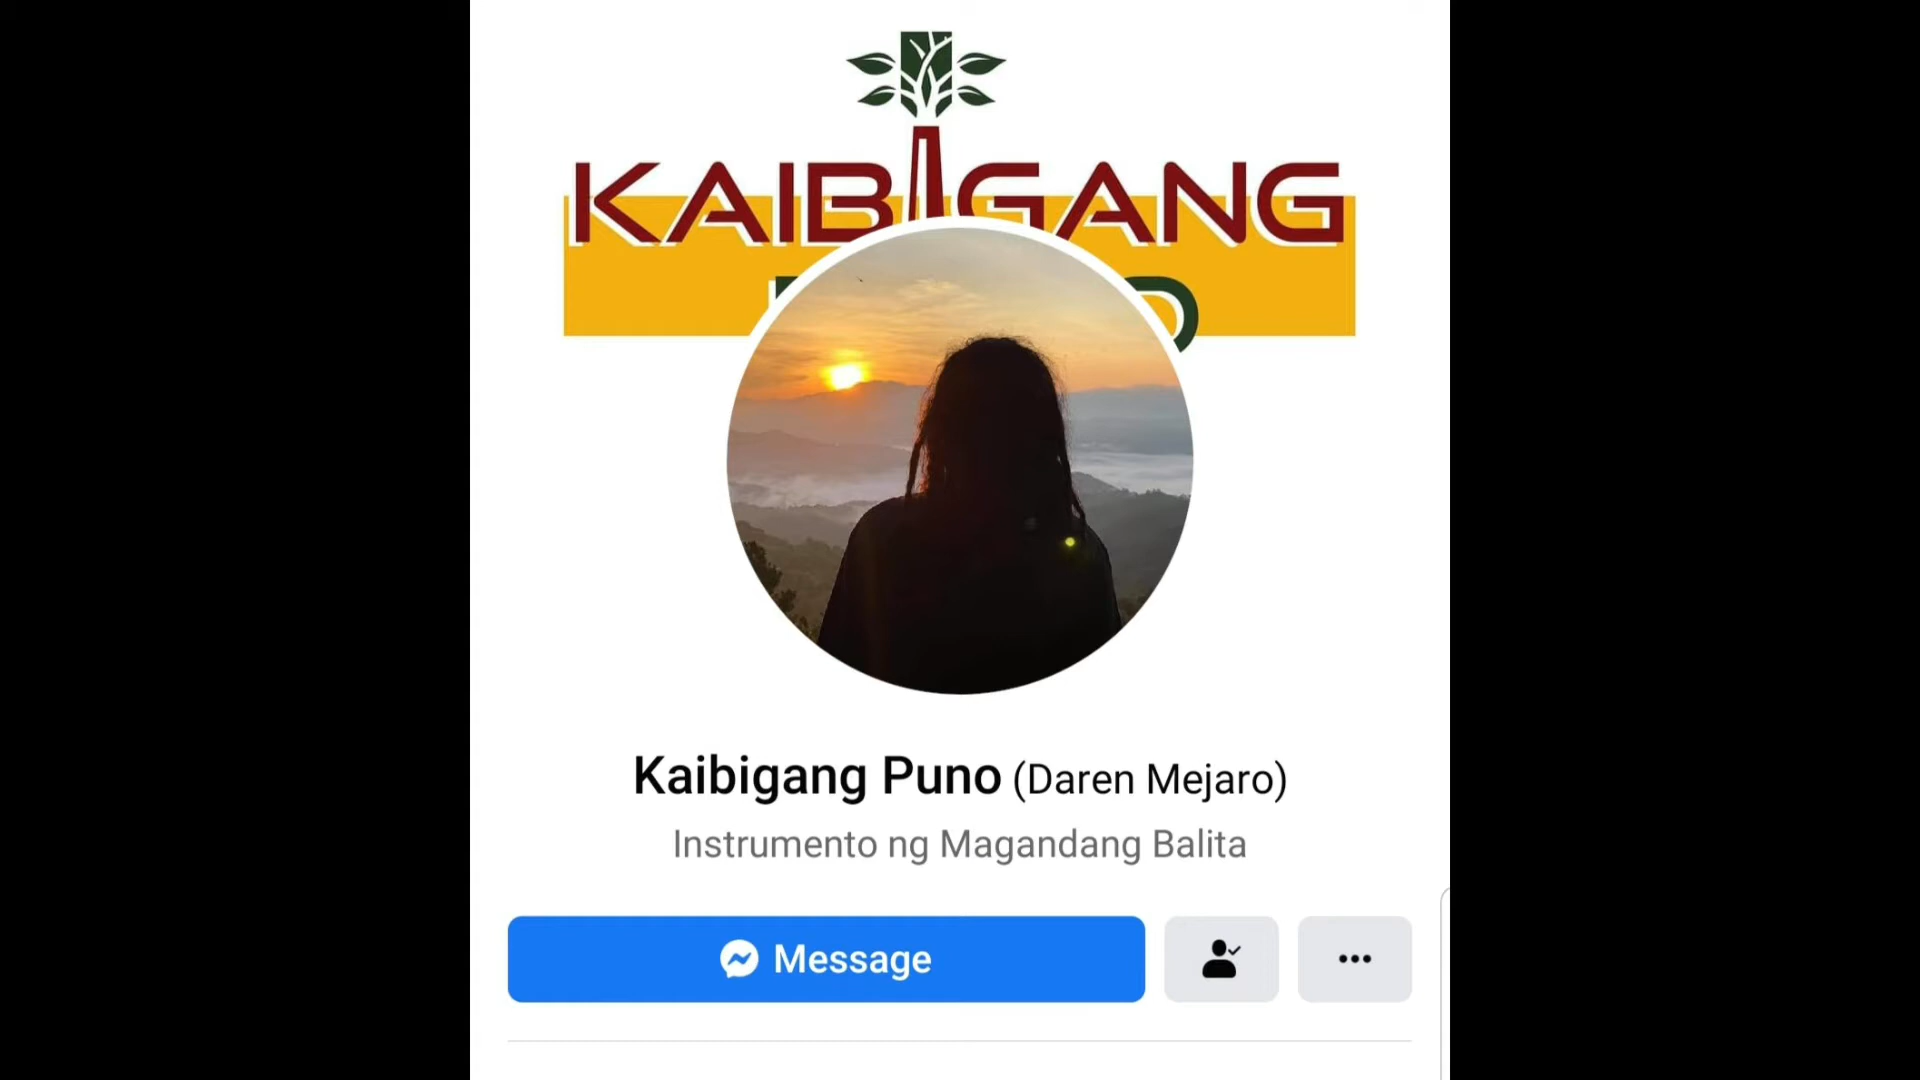 KAIBIGANG
Kaibigang Puno (Daren Mejaro)
Instrumento ng Magandang Balita
Message